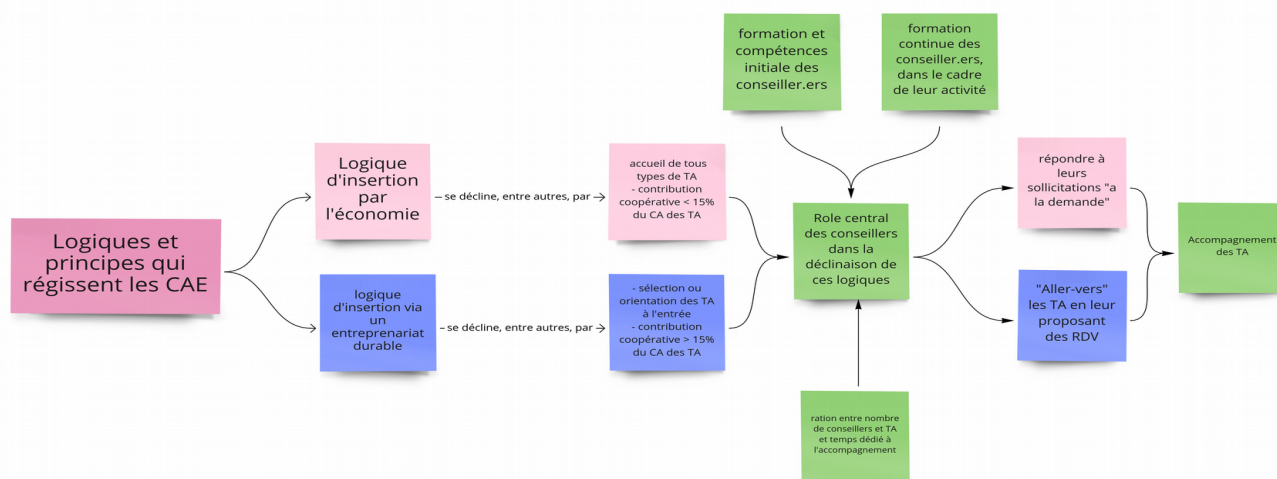 formation et
compétences
initiale des
conseiller.ers
formation
continue des
conseiller.ers,
dans le cadre
de leur activité
Logique
d'insertion
par
l'économie
se décline, entre autres, par
accueil de tous
types de TA
- contribution
coopérative < 15%
du CA des TA
répondre à
leurs
sollicitations "a
la demande"
Logiques et
principes qui
régissent les CAE
Role central
des conseillers
dans la
déclinaison de
ces logiques
Accompagnement
des TA
logique
d'insertion via
un
entreprenariat
durable
se décline, entre autres, par
- sélection ou
orientation des TA
à l'entrée
- contribution
coopérative > 15%
du CA des TA
"Aller-vers"
les TA en leur
proposant
des RDV
ration entre nombre
de conseillers et TA
et temps dédié à
l'accompagnement